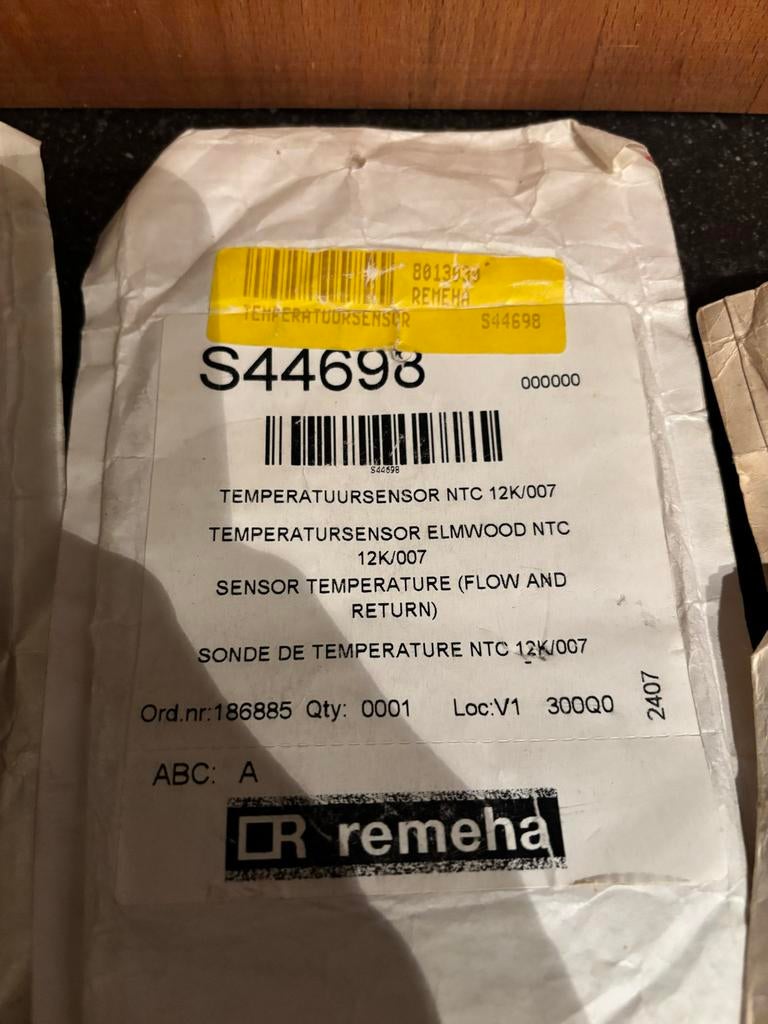 REMEHA
TEMPERATUURSENSOR S44698
S44698 000000
S44698
TEMPERATUURSENSOR NTC 12K/007
TEMPERATURSENSOR ELMWOOD NTC
12K/007
SENSOR TEMPERATURE (FLOW AND
RETURN)
SONDE DE TEMPERATURE NTC 12K/007
Ord.nr:186885 Qty: 0001 Loc:V1 300Q0
2407
ABC: A
remeha